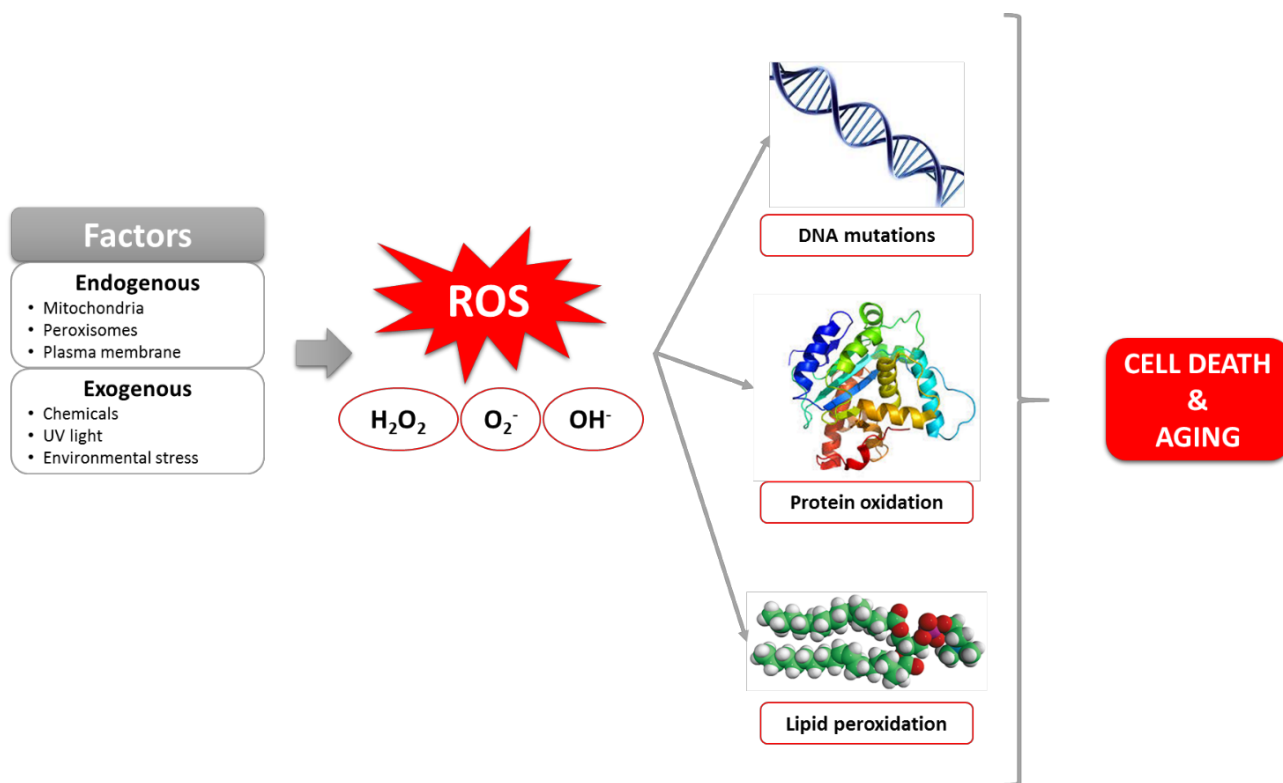 Factors
Endogenous
• Mitochondria
• Peroxisomes
• Plasma membrane
Exogenous
• Chemicals
• UV light
• Environmental stress
ROS
H₂O₂
O₂⁻
OH⁻
DNA mutations
Protein oxidation
Lipid peroxidation
CELL DEATH
&
AGING